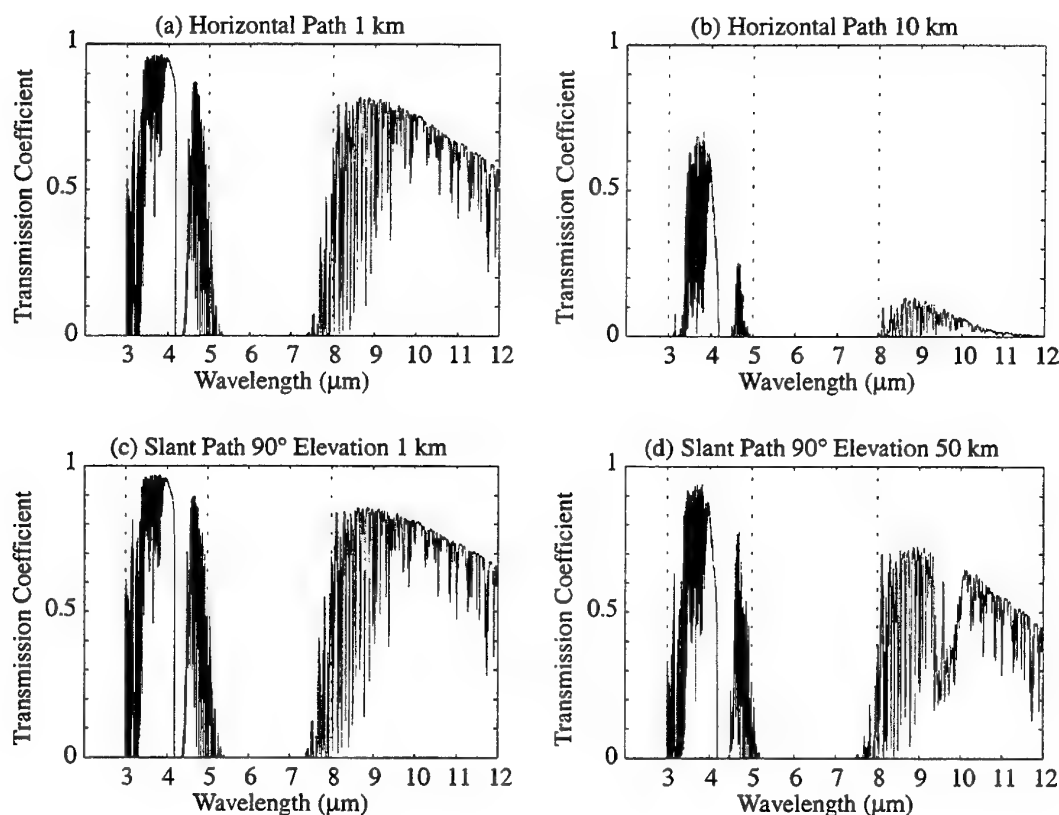 (a) Horizontal Path 1 km
1
0.5
0
Transmission Coefficient
3 4 5 6 7 8 9 10 11 12
Wavelength (µm)
(b) Horizontal Path 10 km
1
0.5
0
Transmission Coefficient
3 4 5 6 7 8 9 10 11 12
Wavelength (µm)
(c) Slant Path 90° Elevation 1 km
1
0.5
0
Transmission Coefficient
3 4 5 6 7 8 9 10 11 12
Wavelength (µm)
(d) Slant Path 90° Elevation 50 km
1
0.5
0
Transmission Coefficient
3 4 5 6 7 8 9 10 11 12
Wavelength (µm)